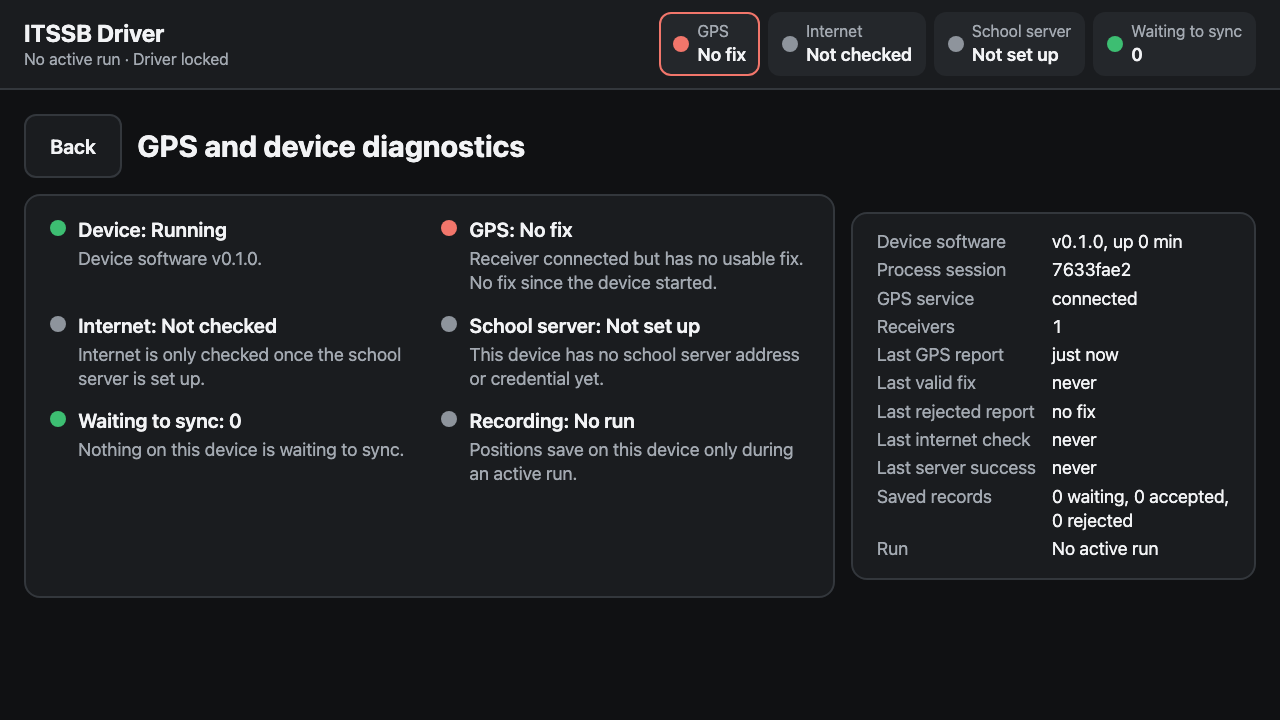 ITSSB Driver
No active run · Driver locked
GPS
No fix
Internet
Not checked
School server
Not set up
Waiting to sync
0
Back
GPS and device diagnostics
Device: Running
Device software v0.1.0.
GPS: No fix
Receiver connected but has no usable fix.
No fix since the device started.
Internet: Not checked
Internet is only checked once the school
server is set up.
School server: Not set up
This device has no school server address
or credential yet.
Waiting to sync: 0
Nothing on this device is waiting to sync.
Recording: No run
Positions save on this device only during
an active run.
Device software v0.1.0, up 0 min
Process session 7633fae2
GPS service connected
Receivers 1
Last GPS report just now
Last valid fix never
Last rejected report no fix
Last internet check never
Last server success never
Saved records 0 waiting, 0 accepted,
0 rejected
Run No active run